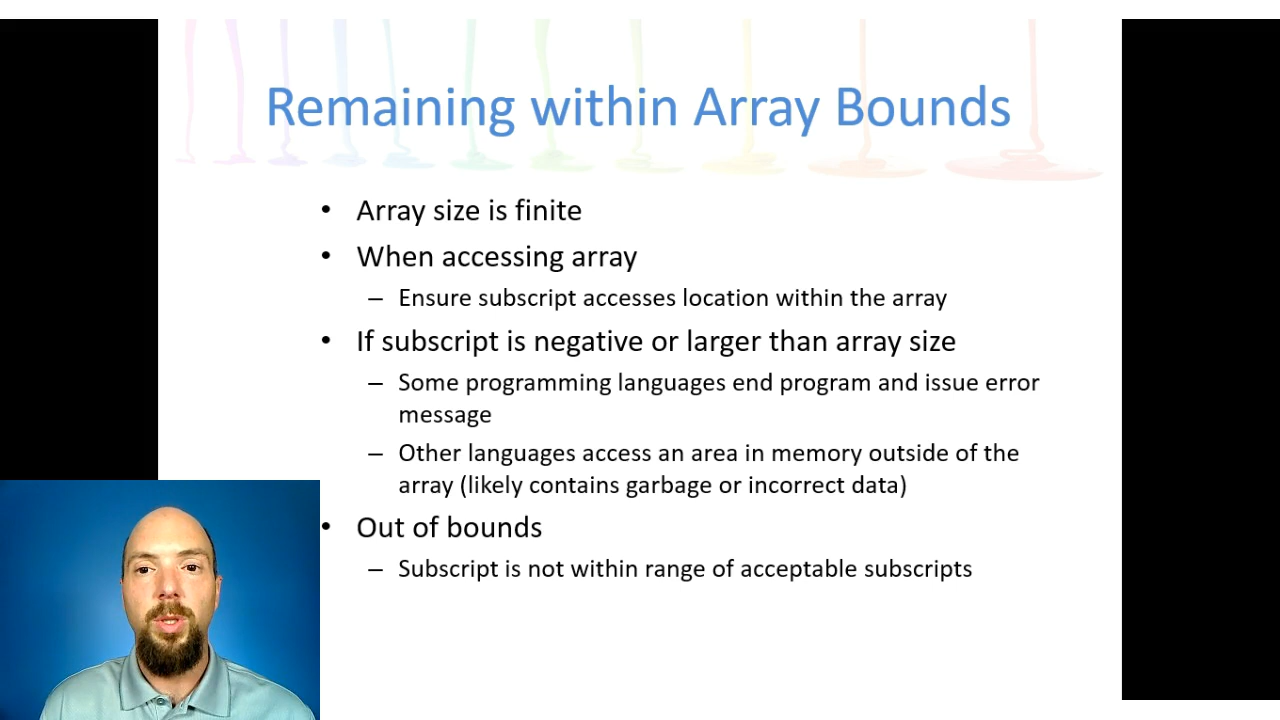 Remaining within Array Bounds
• Array size is finite
• When accessing array
– Ensure subscript accesses location within the array
• If subscript is negative or larger than array size
– Some programming languages end program and issue error
message
– Other languages access an area in memory outside of the
array (likely contains garbage or incorrect data)
• Out of bounds
– Subscript is not within range of acceptable subscripts